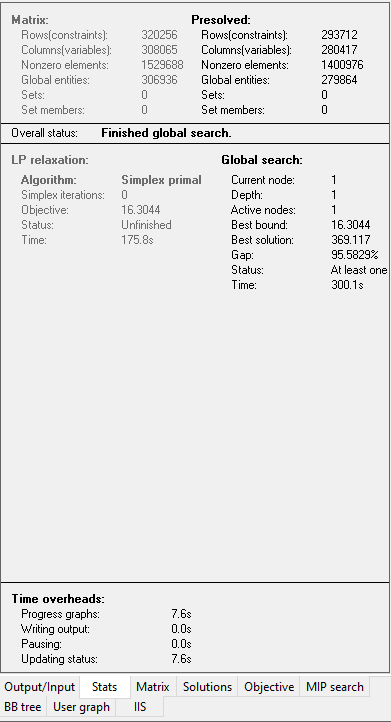 Matrix: Presolved:
Rows(constraints): 320256 Rows(constraints): 293712
Columns(variables): 308065 Columns(variables): 280417
Nonzero elements: 1529688 Nonzero elements: 1400976
Global entities: 306936 Global entities: 279864
Sets: 0 Sets: 0
Set members: 0 Set members: 0
Overall status: Finished global search.
LP relaxation: Global search:
Algorithm: Simplex primal Current node: 1
Simplex iterations: 0 Depth: 1
Objective: 16.3044 Active nodes: 1
Status: Unfinished Best bound: 16.3044
Time: 175.8s Best solution: 369.117
Gap: 95.5829%
Status: At least one
Time: 300.1s
Time overheads:
Progress graphs: 7.6s
Writing output: 0.0s
Pausing: 0.0s
Updating status: 7.6s
Output/Input Stats Matrix Solutions Objective MIP search
BB tree User graph IIS